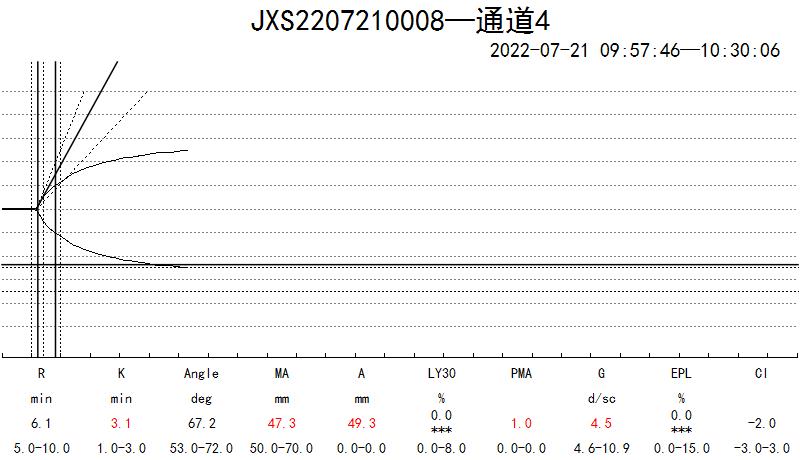 JXS2207210008—通道4
2022-07-21 09:57:46—10:30:06
R K Angle MA A LY30 PMA G EPL CI
min min deg mm mm % d/sc %
6.1 3.1 67.2 47.3 49.3 0.0 *** 1.0 4.5 0.0 *** -2.0
5.0-10.0 1.0-3.0 53.0-72.0 50.0-70.0 0.0-0.0 0.0-8.0 0.0-0.0 4.6-10.9 0.0-15.0 -3.0-3.0